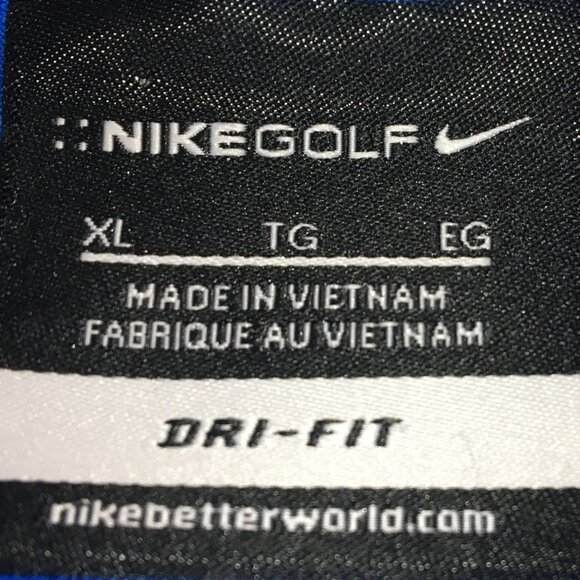 NIKEGOLF
XL TG EG
MADE IN VIETNAM
FABRIQUE AU VIETNAM
DRI-FIT
nikebetterworld.com